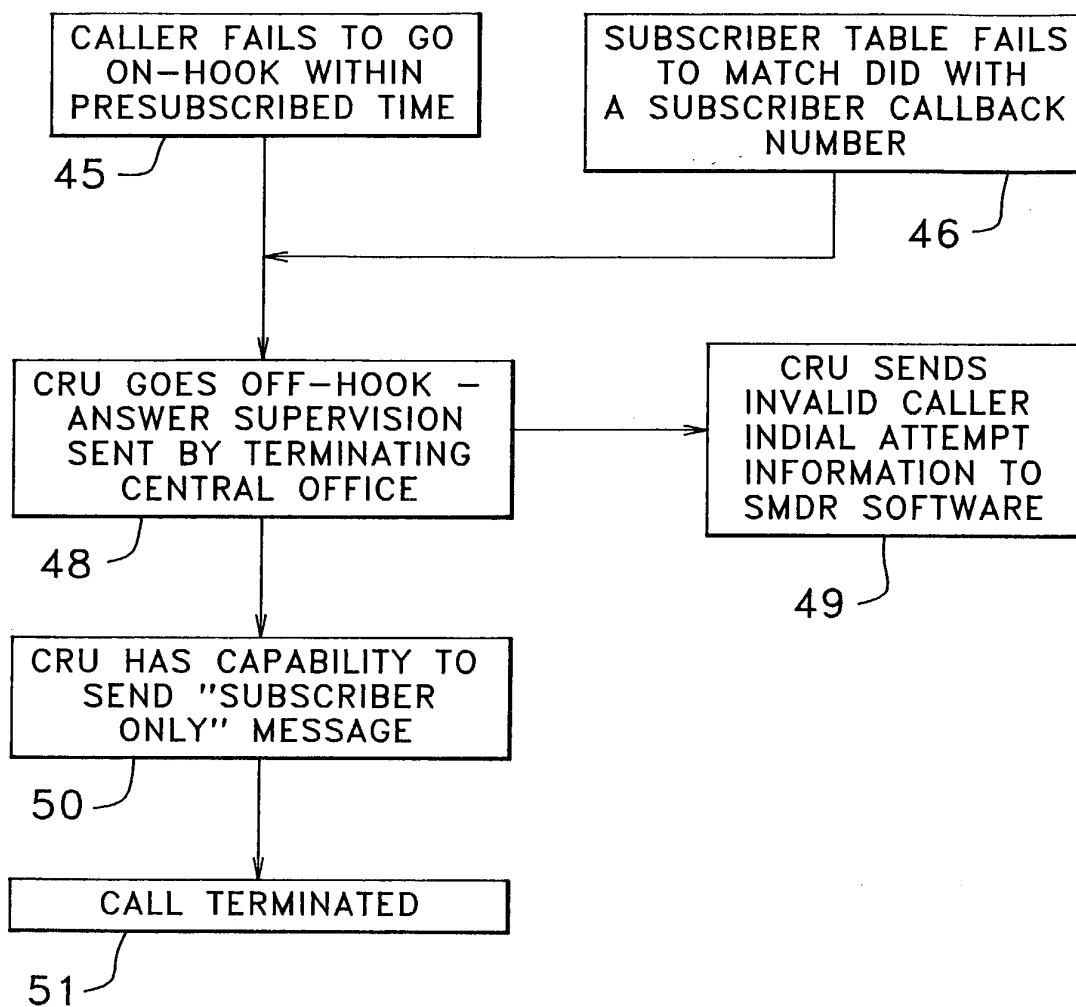 CALLER FAILS TO GO
ON-HOOK WITHIN
PRESUBSCRIBED TIME
45
SUBSCRIBER TABLE FAILS
TO MATCH DID WITH
A SUBSCRIBER CALLBACK
NUMBER
46
CRU GOES OFF-HOOK –
ANSWER SUPERVISION
SENT BY TERMINATING
CENTRAL OFFICE
48
CRU SENDS
INVALID CALLER
INDIAL ATTEMPT
INFORMATION TO
SMDR SOFTWARE
49
CRU HAS CAPABILITY TO
SEND "SUBSCRIBER
ONLY" MESSAGE
50
CALL TERMINATED
51